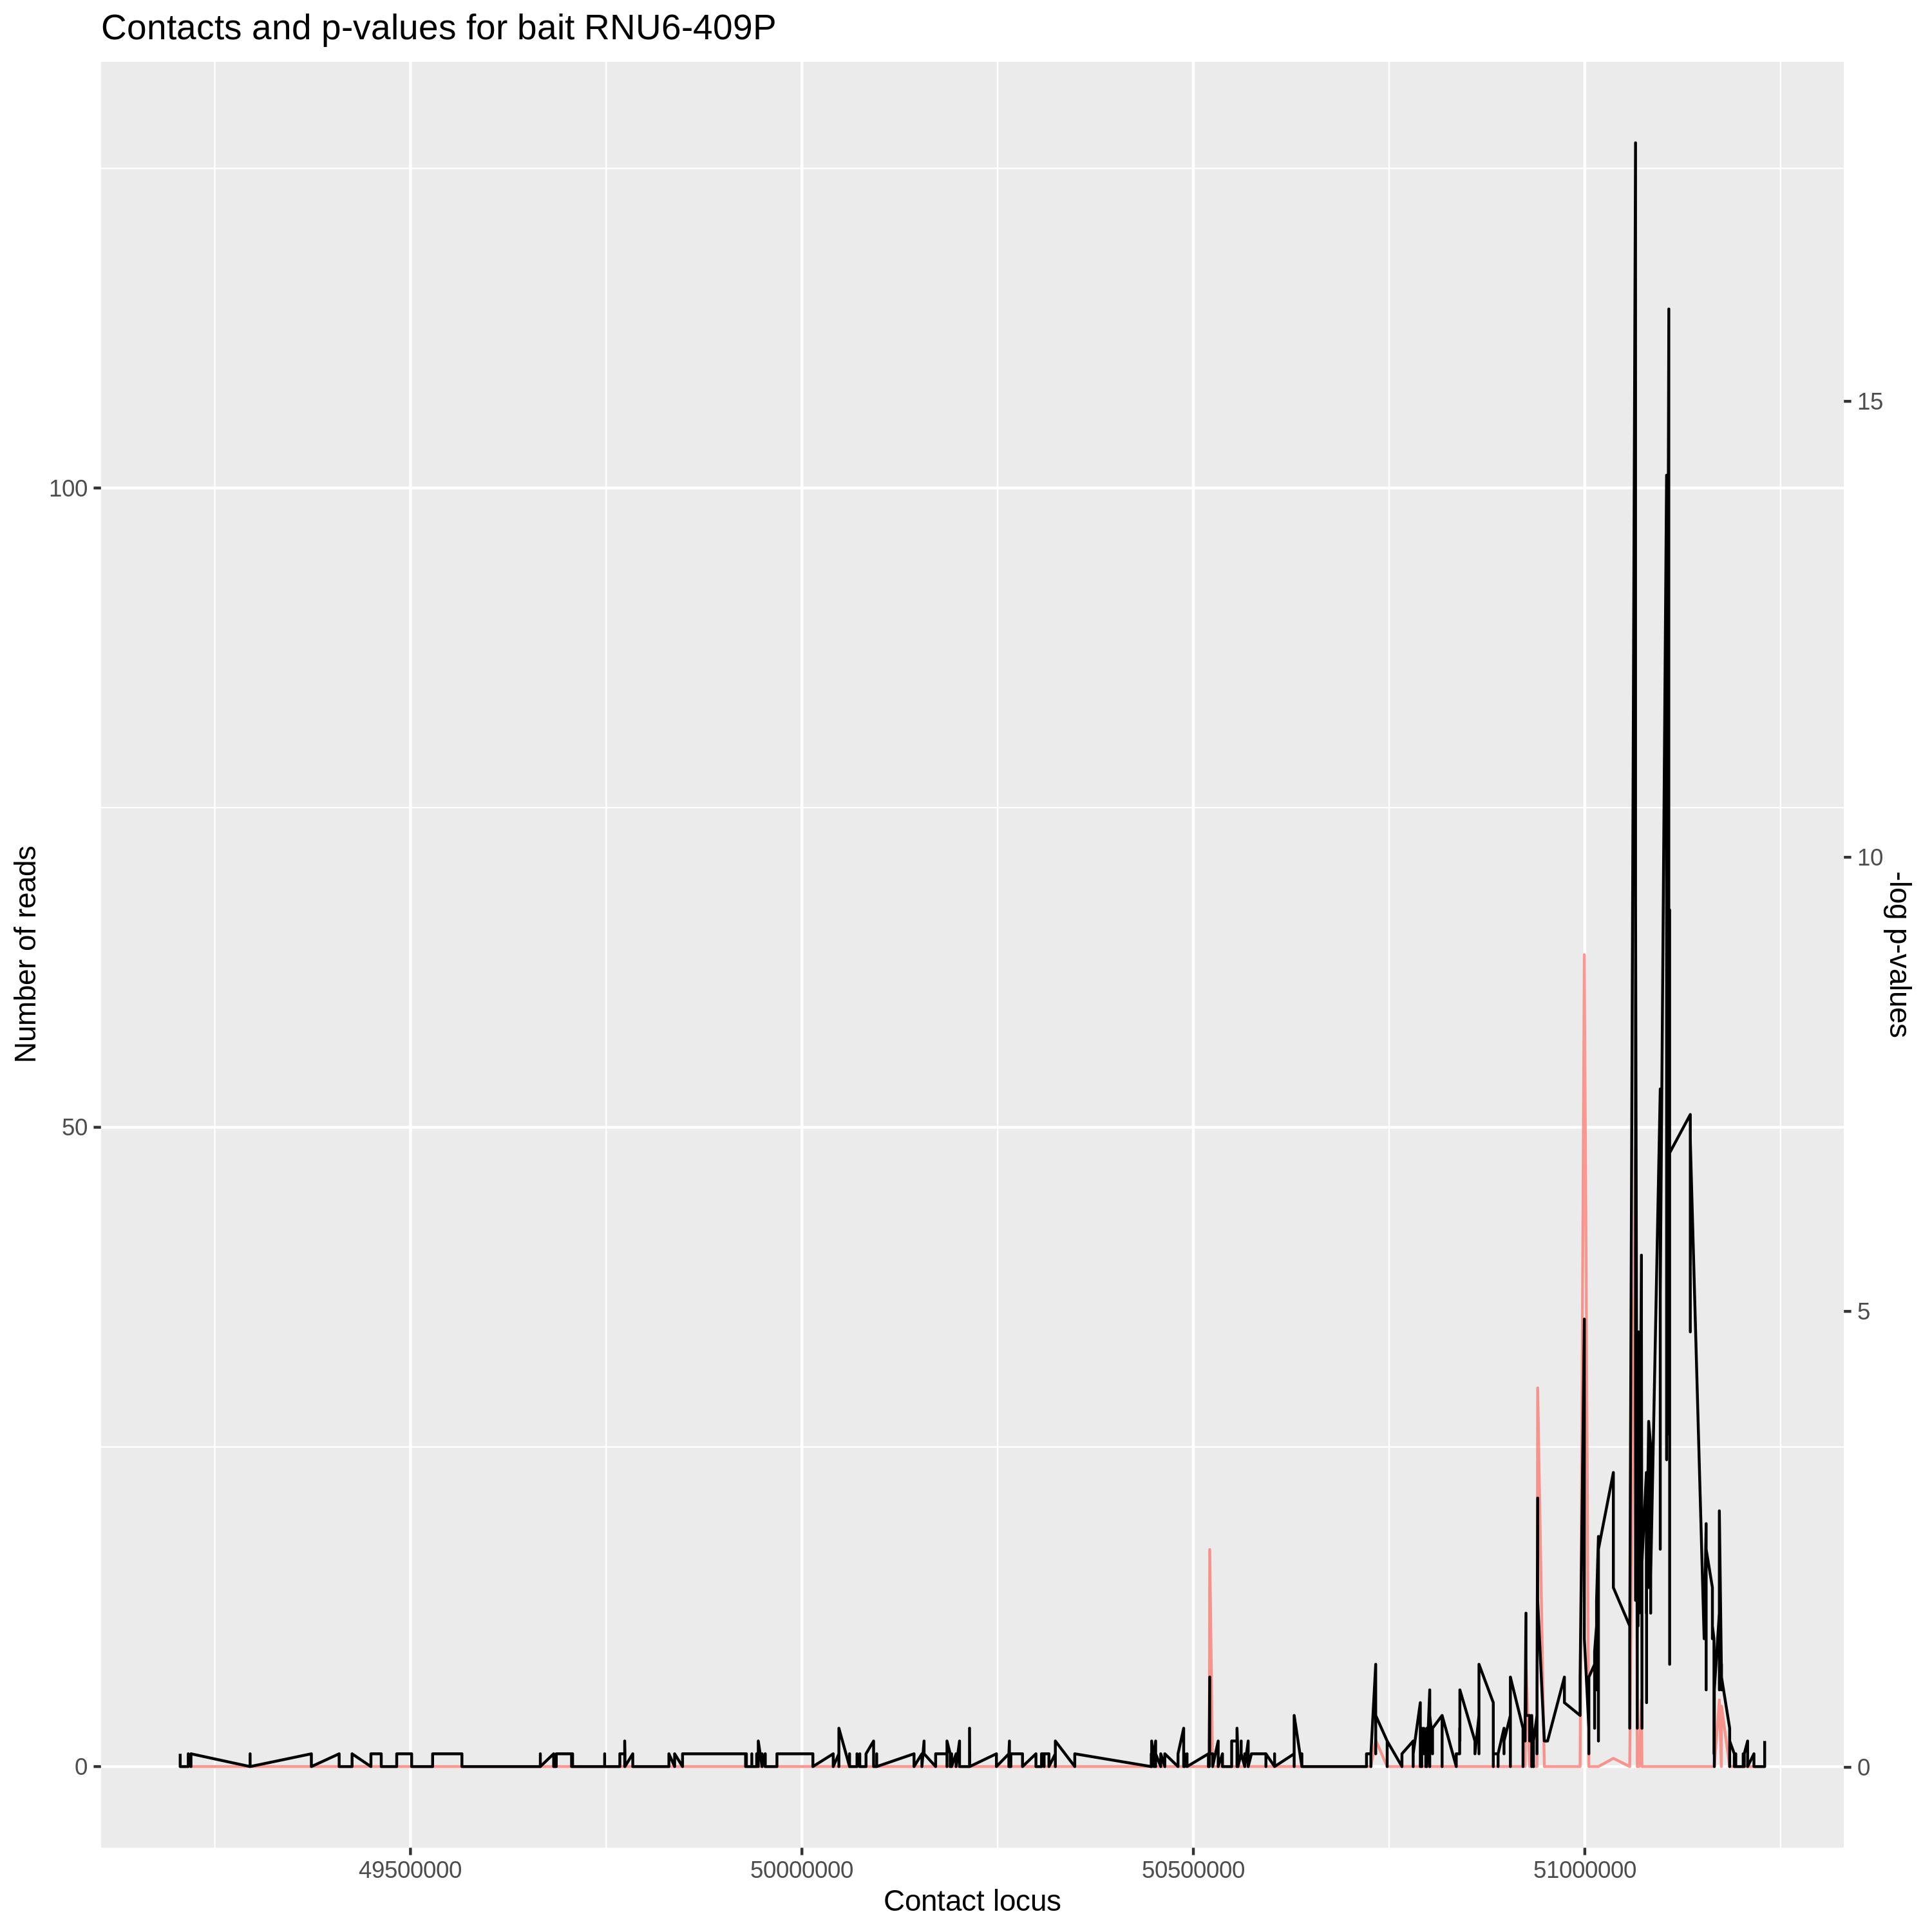 Contacts and p-values for bait RNU6-409P
100
50
0
Number of reads
15
10
5
0
-log p-values
49500000
50000000
50500000
51000000
Contact locus